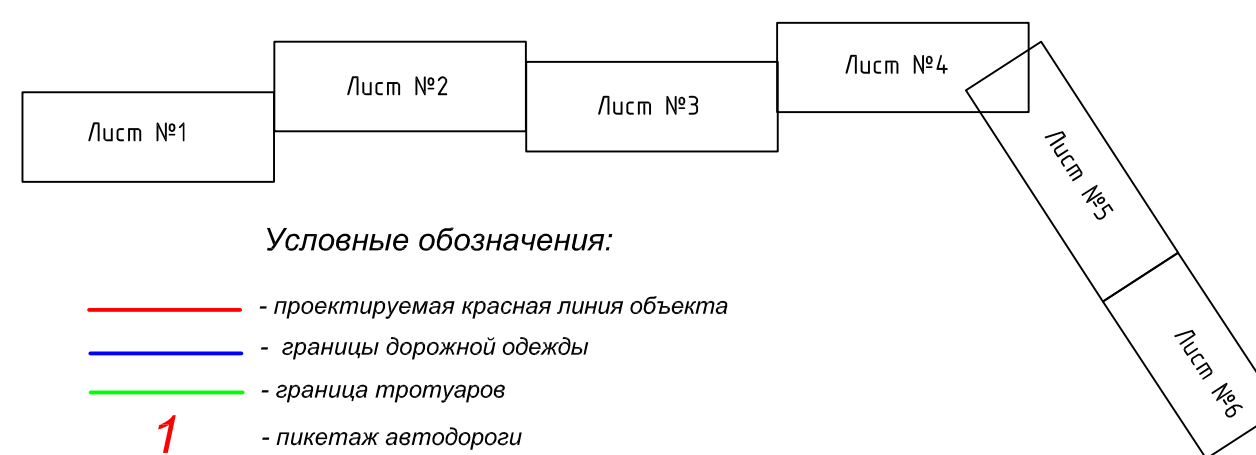 Лист №1
Лист №2
Лист №3
Лист №4
Лист №5
Лист №6
Условные обозначения:
- проектируемая красная линия объекта
- границы дорожной одежды
- граница тротуаров
1 - пикетаж автодороги